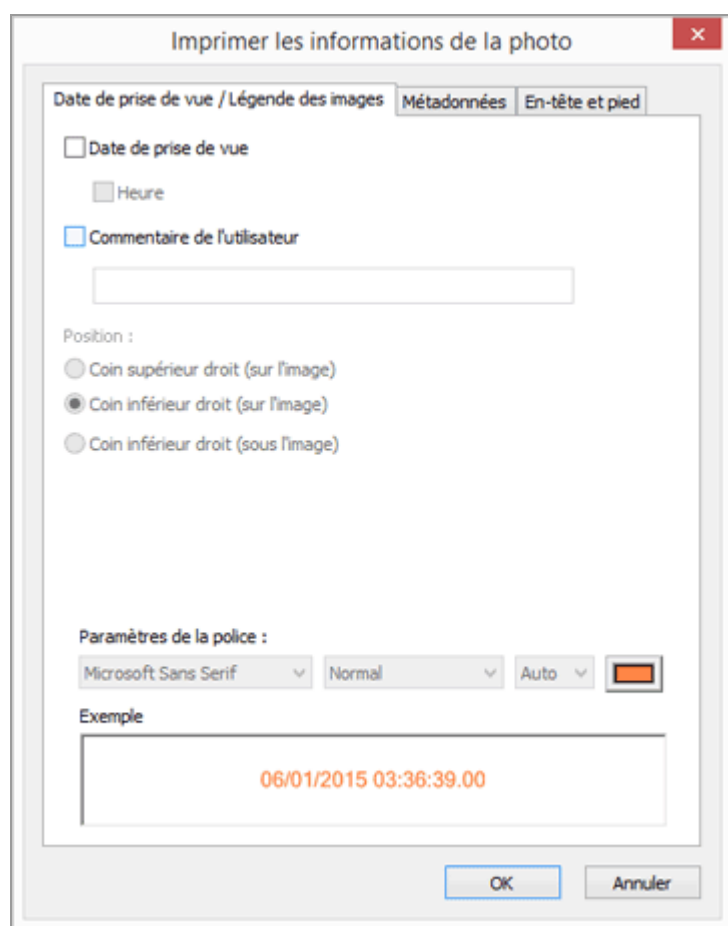 Imprimer les informations de la photo
Date de prise de vue / Légende des images Métadonnées En-tête et pied
Date de prise de vue
Heure
Commentaire de l'utilisateur
Position :
Coin supérieur droit (sur l'image)
Coin inférieur droit (sur l'image)
Coin inférieur droit (sous l'image)
Paramètres de la police :
Microsoft Sans Serif Normal Auto
Exemple
06/01/2015 03:36:39.00
OK Annuler